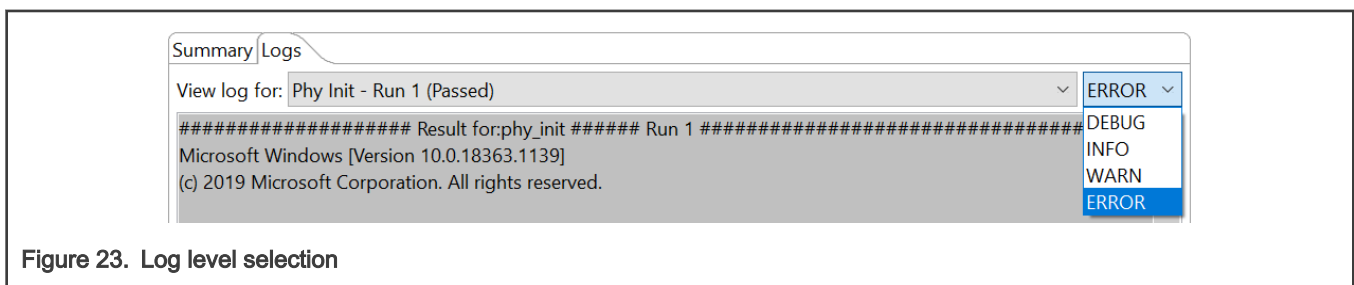 Summary Logs
View log for: Phy Init - Run 1 (Passed) ERROR
#################### Result for:phy_init ###### Run 1 #################################
DEBUG
Microsoft Windows [Version 10.0.18363.1139]
INFO
(c) 2019 Microsoft Corporation. All rights reserved.
WARN
ERROR
Figure 23. Log level selection